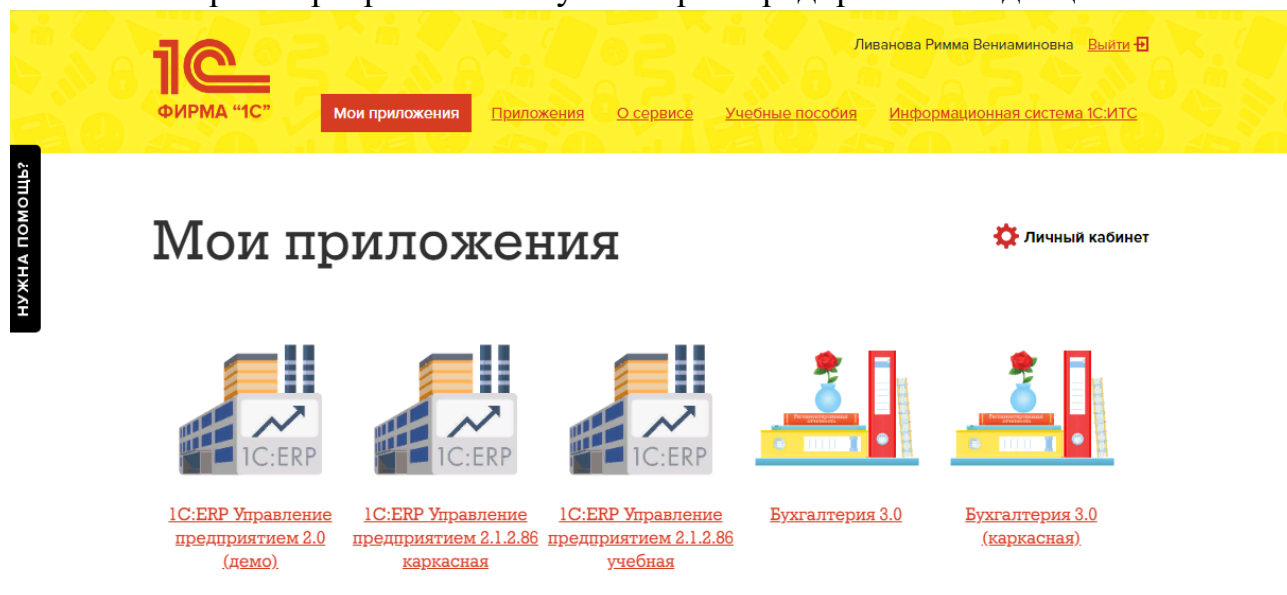 Ливанова Римма Вениаминовна Выйти
1С
ФИРМА “1С”
Мои приложения Приложения О сервисе Учебные пособия Информационная система 1С:ИТС
НУЖНА ПОМОЩЬ?
Мои приложения
Личный кабинет
1C:ERP
1C:ERP
1C:ERP
1С:ERP Управление предприятием 2.0 (демо)
1С:ERP Управление предприятием 2.1.2.86 каркасная
1С:ERP Управление предприятием 2.1.2.86 учебная
Бухгалтерия 3.0
Бухгалтерия 3.0 (каркасная)